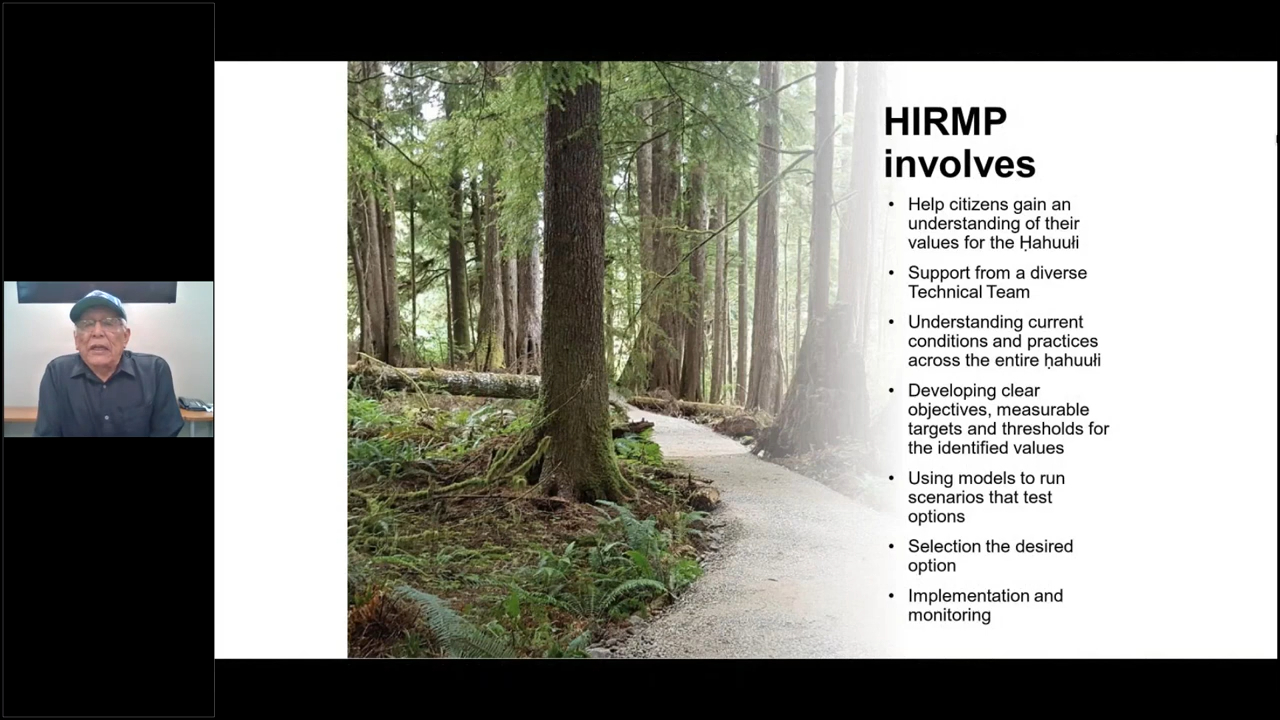 HIRMP
involves
• Help citizens gain an
understanding of their
values for the Ḥahuułi
• Support from a diverse
Technical Team
• Understanding current
conditions and practices
across the entire ḥahuułi
• Developing clear
objectives, measurable
targets and thresholds for
the identified values
• Using models to run
scenarios that test
options
• Selection the desired
option
• Implementation and
monitoring